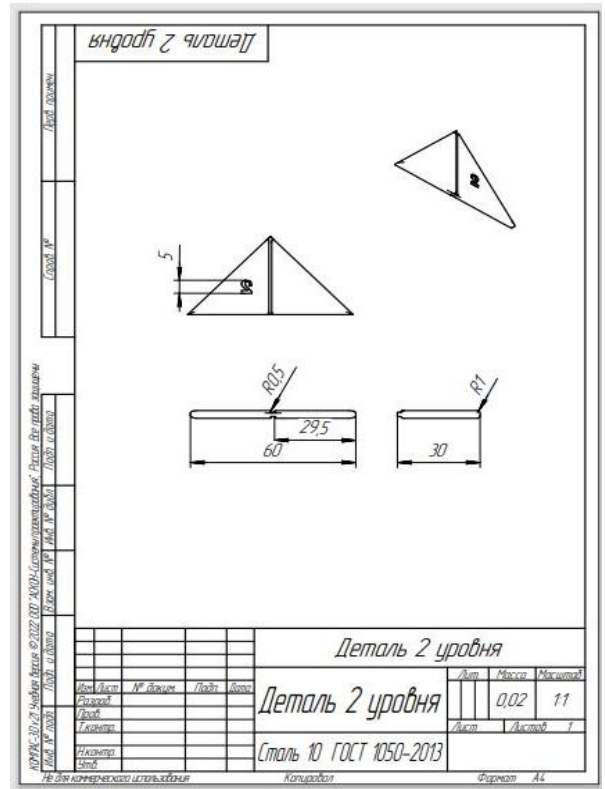 Деталь 2 уровня
Перв. примен.
Справ. №
Подп. и дата
Инв. № дубл.
Взам. инв. №
Подп. и дата
Инв. № подл.
КОМПАС-3D v21 Учебная версия © 2022 ООО "АСКОН-Системы проектирования", Россия. Все права защищены.
5
R0,5
R1
29,5
60
30
Деталь 2 уровня
Изм. Лист № докум. Подп. Дата
Разраб.
Пров.
Т.контр.
Н.контр.
Утв.
Деталь 2 уровня
Лит. Масса Масштаб
0,02 1:1
Лист Листов 1
Сталь 10 ГОСТ 1050-2013
Не для коммерческого использования
Копировал
Формат А4